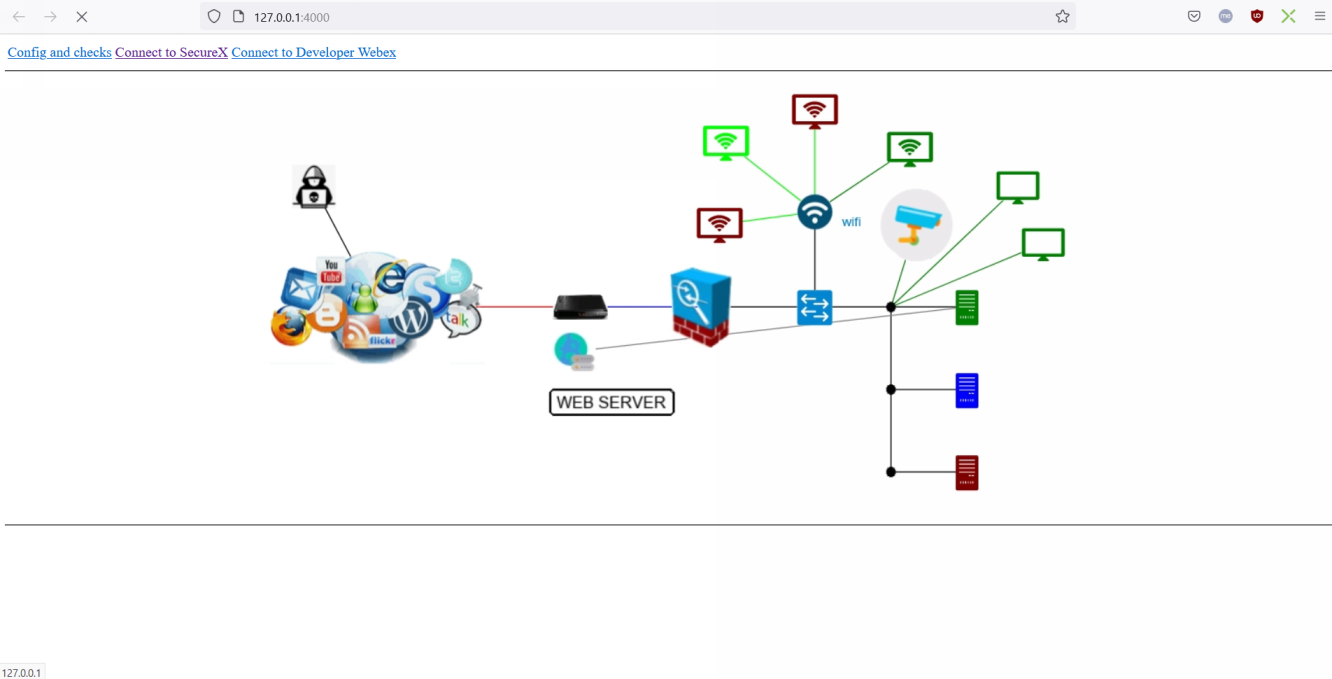 127.0.0.1:4000
Config and checks Connect to SecureX Connect to Developer Webex
wifi
You
Tube
talk
flickr
WEB SERVER
127.0.0.1